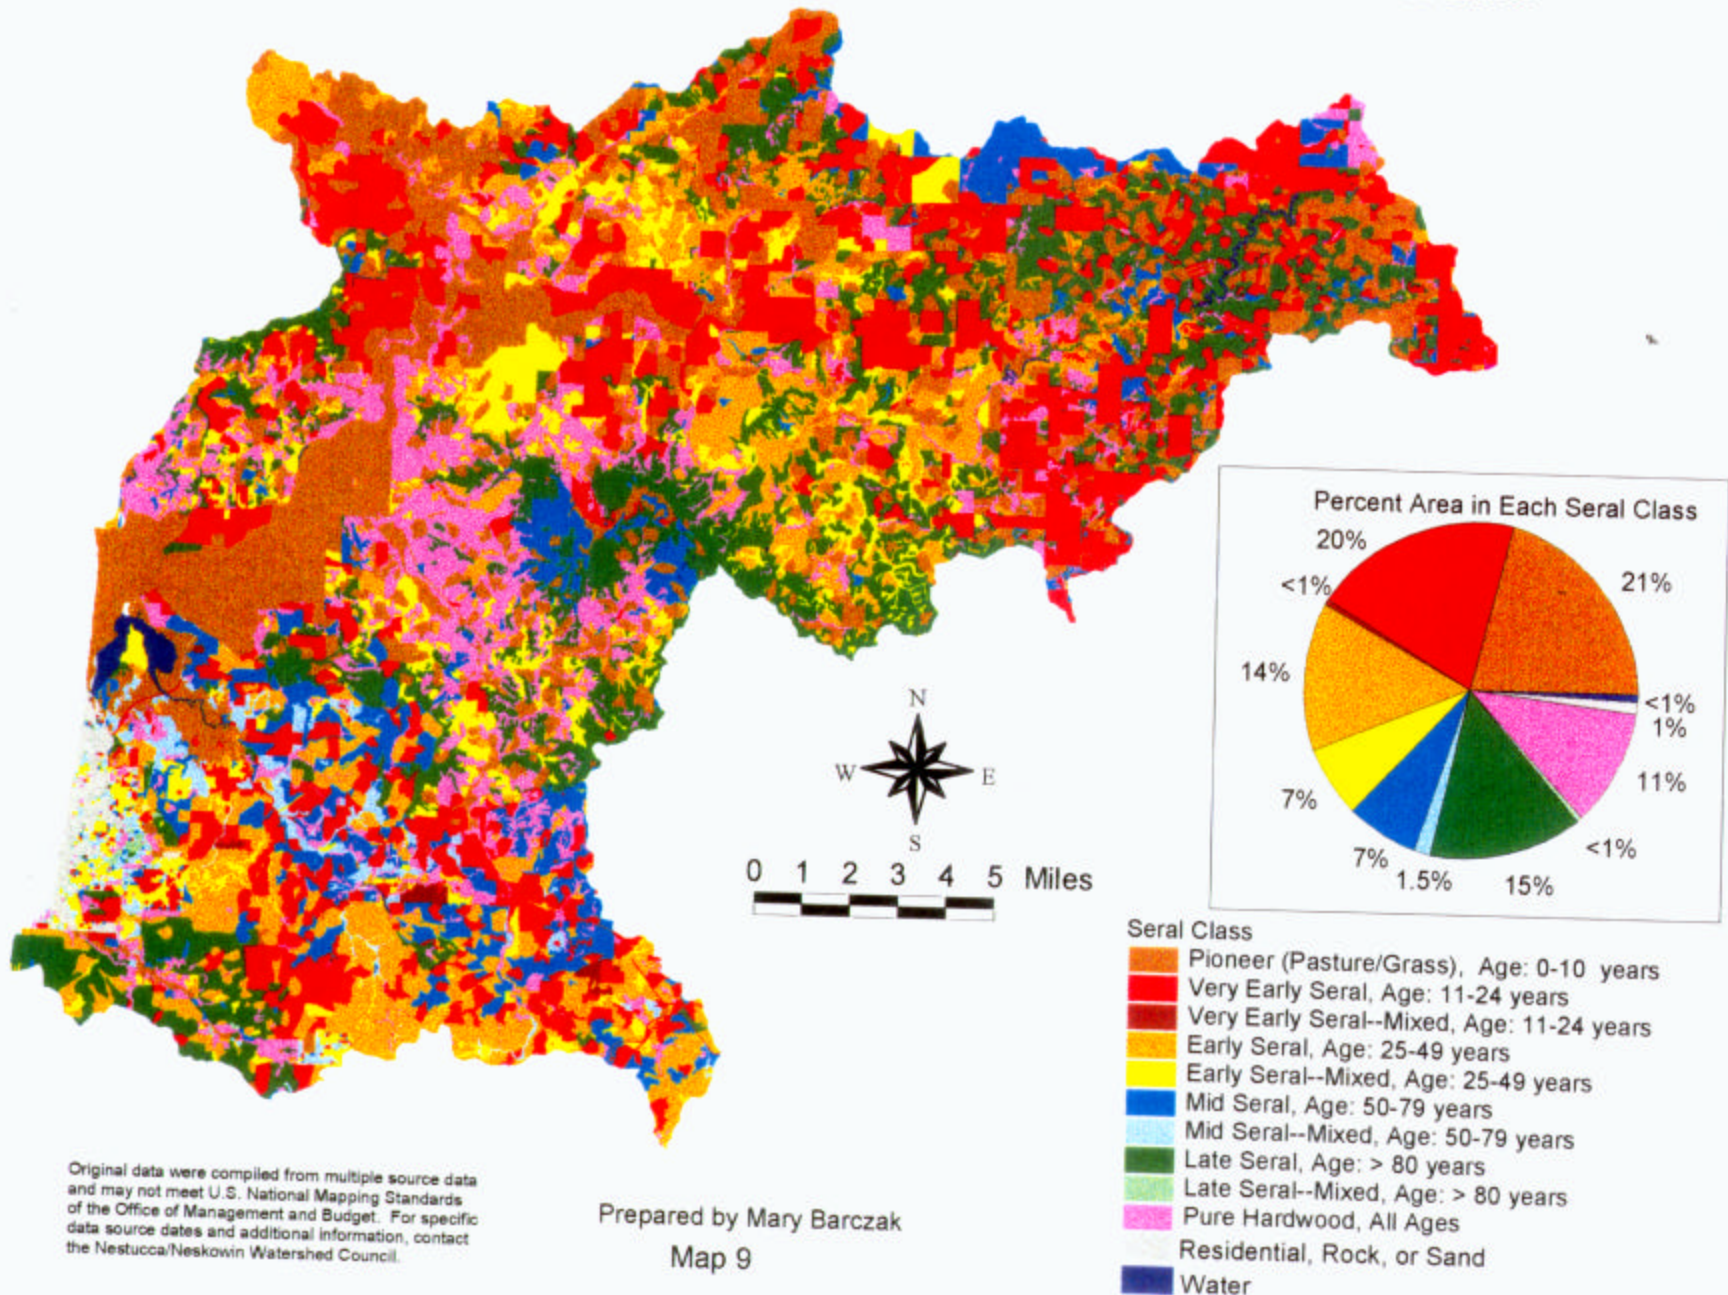 Percent Area in Each Seral Class
20%
21%
<1%
14%
<1%
1%
11%
7%
<1%
7%
1.5%
15%
N
W
E
S
0 1 2 3 4 5 Miles
Seral Class
Pioneer (Pasture/Grass), Age: 0-10 years
Very Early Seral, Age: 11-24 years
Very Early Seral--Mixed, Age: 11-24 years
Early Seral, Age: 25-49 years
Early Seral--Mixed, Age: 25-49 years
Mid Seral, Age: 50-79 years
Mid Seral--Mixed, Age: 50-79 years
Late Seral, Age: > 80 years
Late Seral--Mixed, Age: > 80 years
Pure Hardwood, All Ages
Residential, Rock, or Sand
Water
Original data were compiled from multiple source data
and may not meet U.S. National Mapping Standards
of the Office of Management and Budget. For specific
data source dates and additional information, contact
the Nestucca/Neskowin Watershed Council.
Prepared by Mary Barczak
Map 9